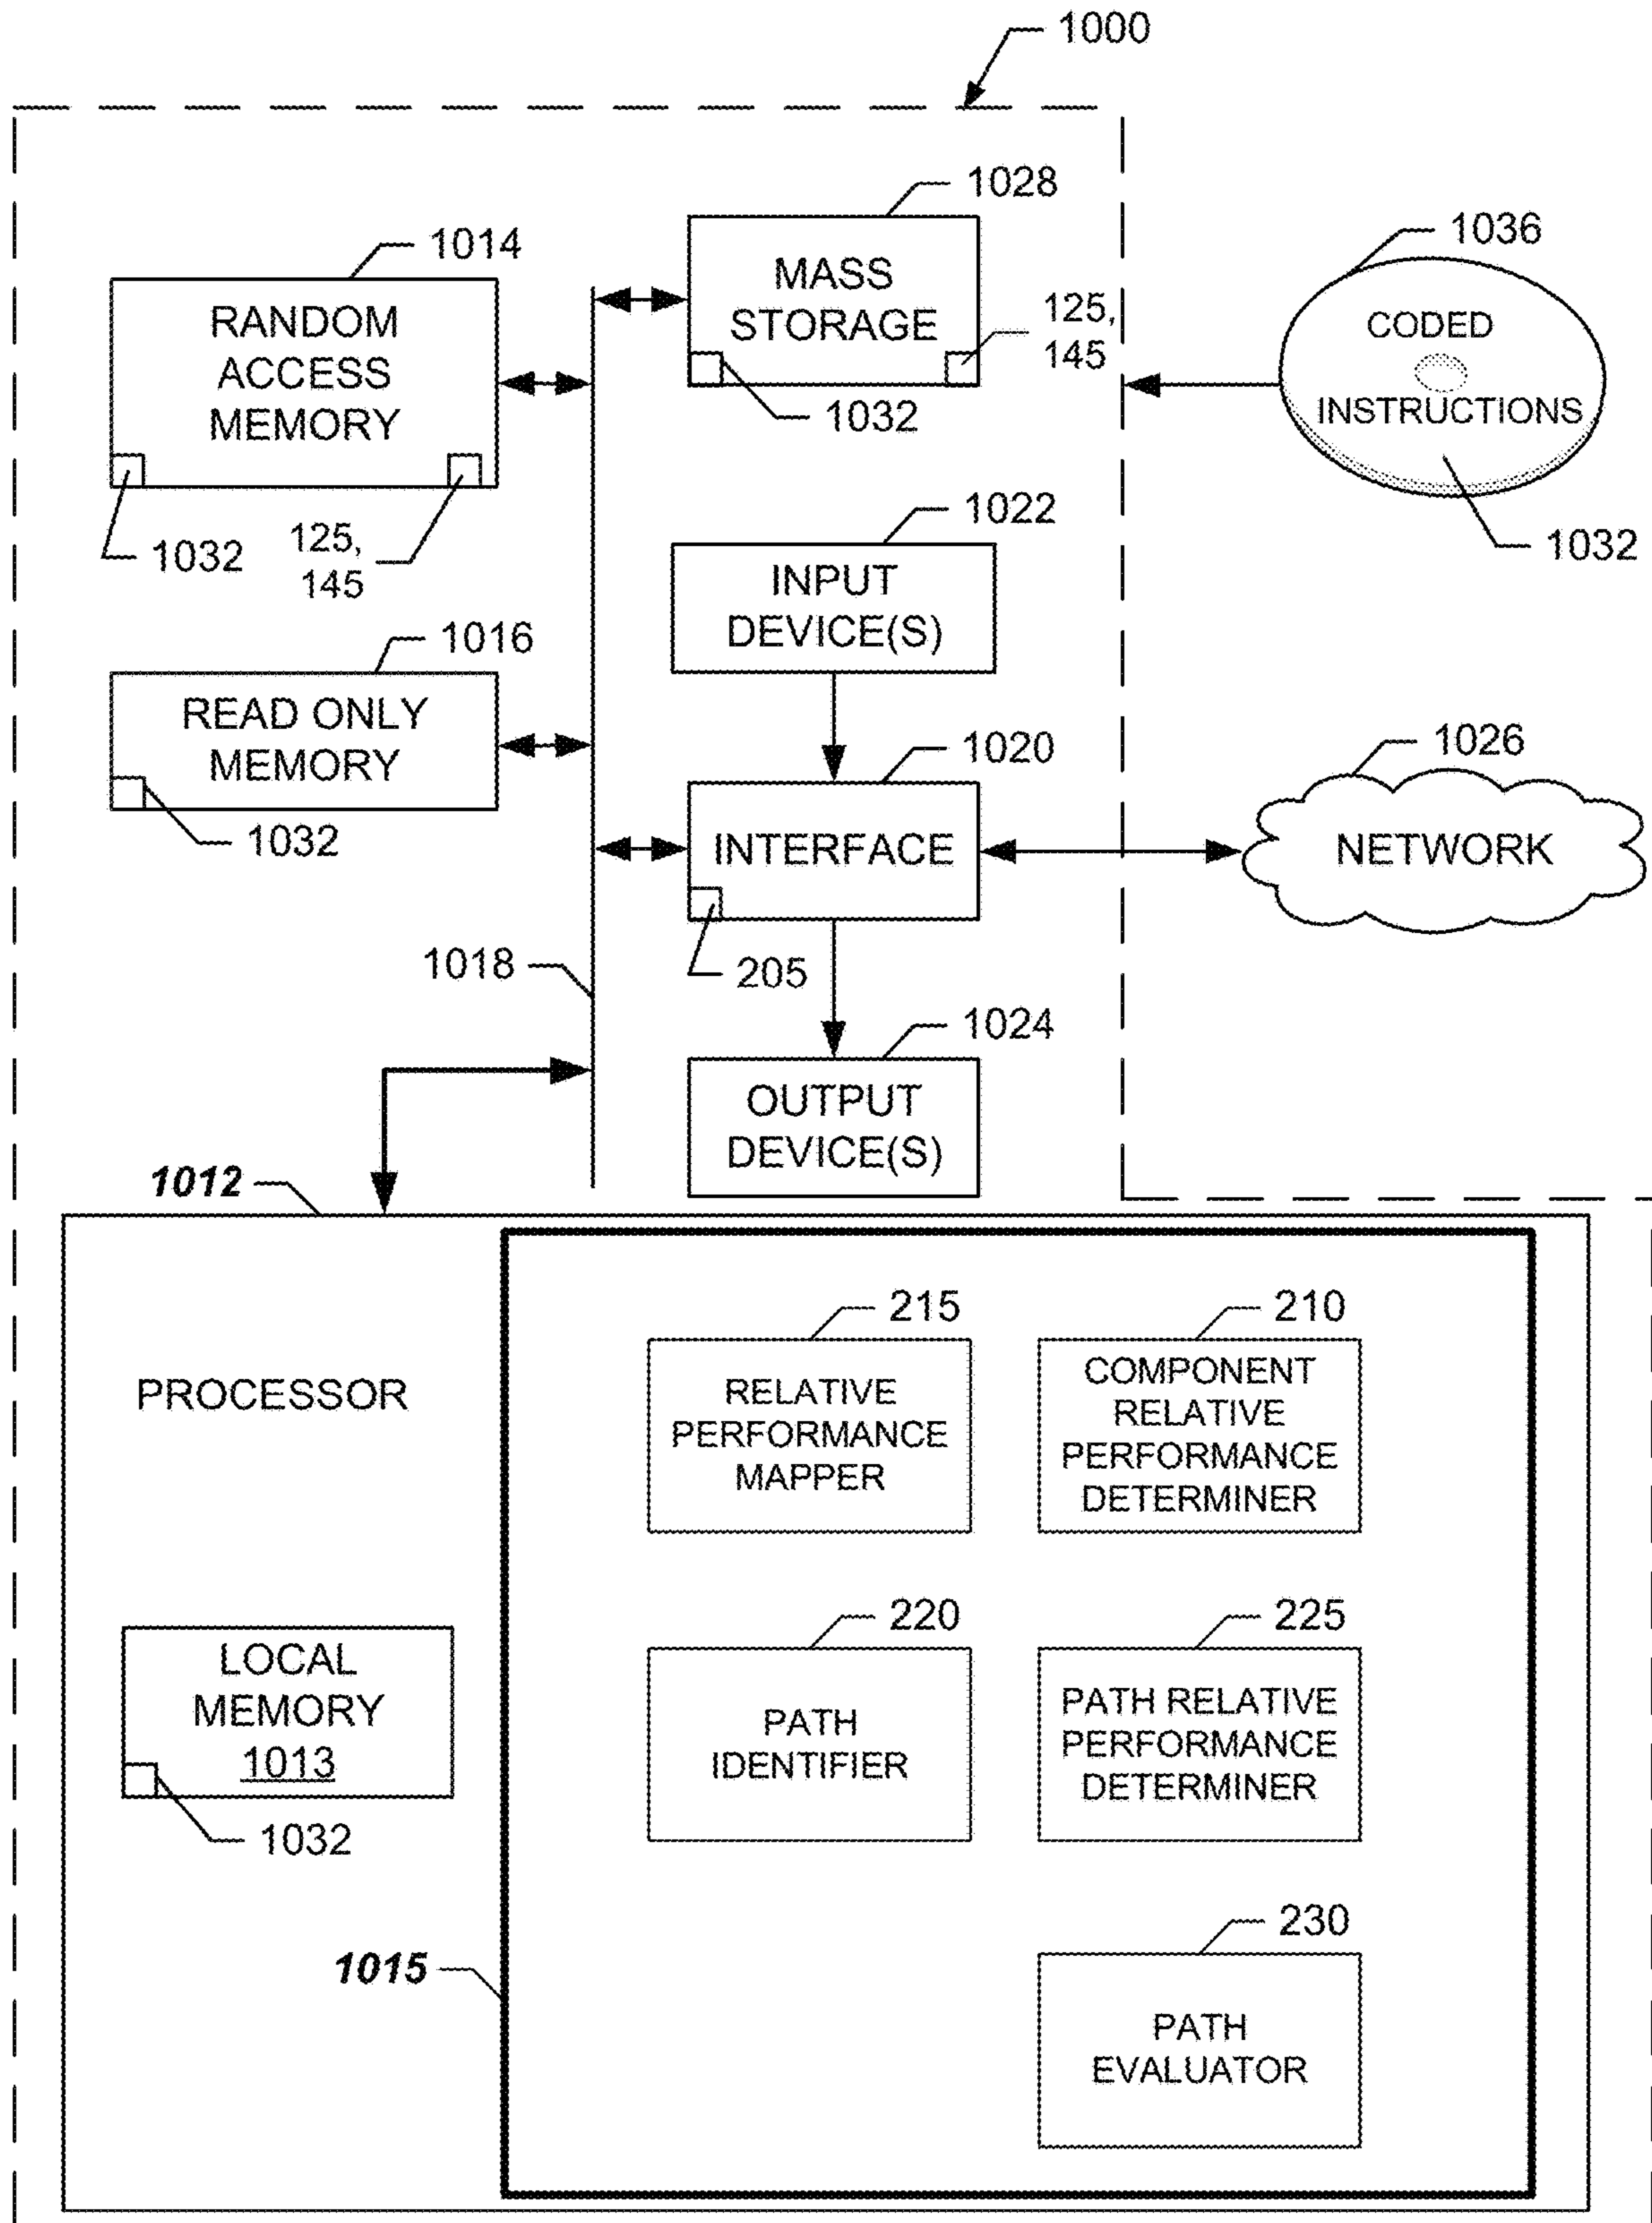 1000
1028
MASS
STORAGE
125,
145
1032
1014
RANDOM
ACCESS
MEMORY
1032
125,
145
1036
CODED
INSTRUCTIONS
1032
1022
INPUT
DEVICE(S)
1016
READ ONLY
MEMORY
1032
1020
INTERFACE
205
1026
NETWORK
1018
1024
OUTPUT
DEVICE(S)
1012
PROCESSOR
215
RELATIVE
PERFORMANCE
MAPPER
210
COMPONENT
RELATIVE
PERFORMANCE
DETERMINER
LOCAL
MEMORY
1013
1032
220
PATH
IDENTIFIER
225
PATH RELATIVE
PERFORMANCE
DETERMINER
1015
230
PATH
EVALUATOR